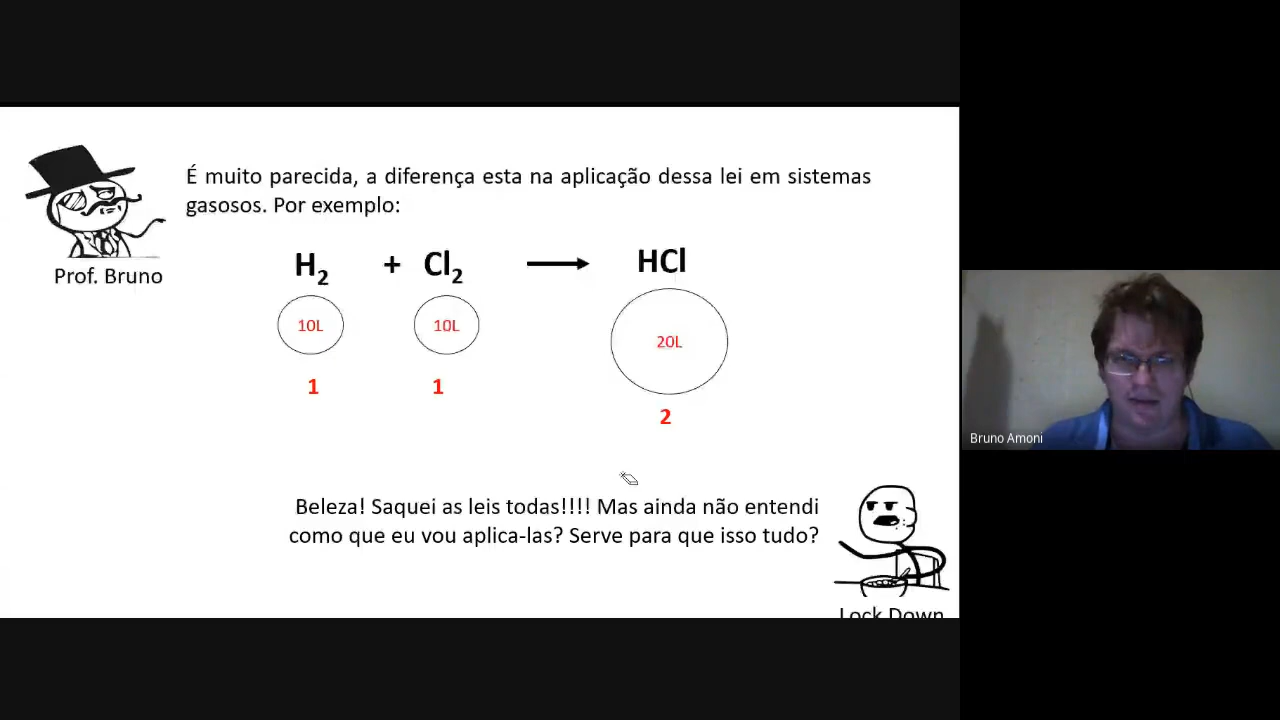 É muito parecida, a diferença esta na aplicação dessa lei em sistemas
gasosos. Por exemplo:
Prof. Bruno
H₂ + Cl₂ → HCl
10L 10L 20L
1 1 2
Bruno Amoni
Beleza! Saquei as leis todas!!!! Mas ainda não entendi
como que eu vou aplica-las? Serve para que isso tudo?
Lock Down